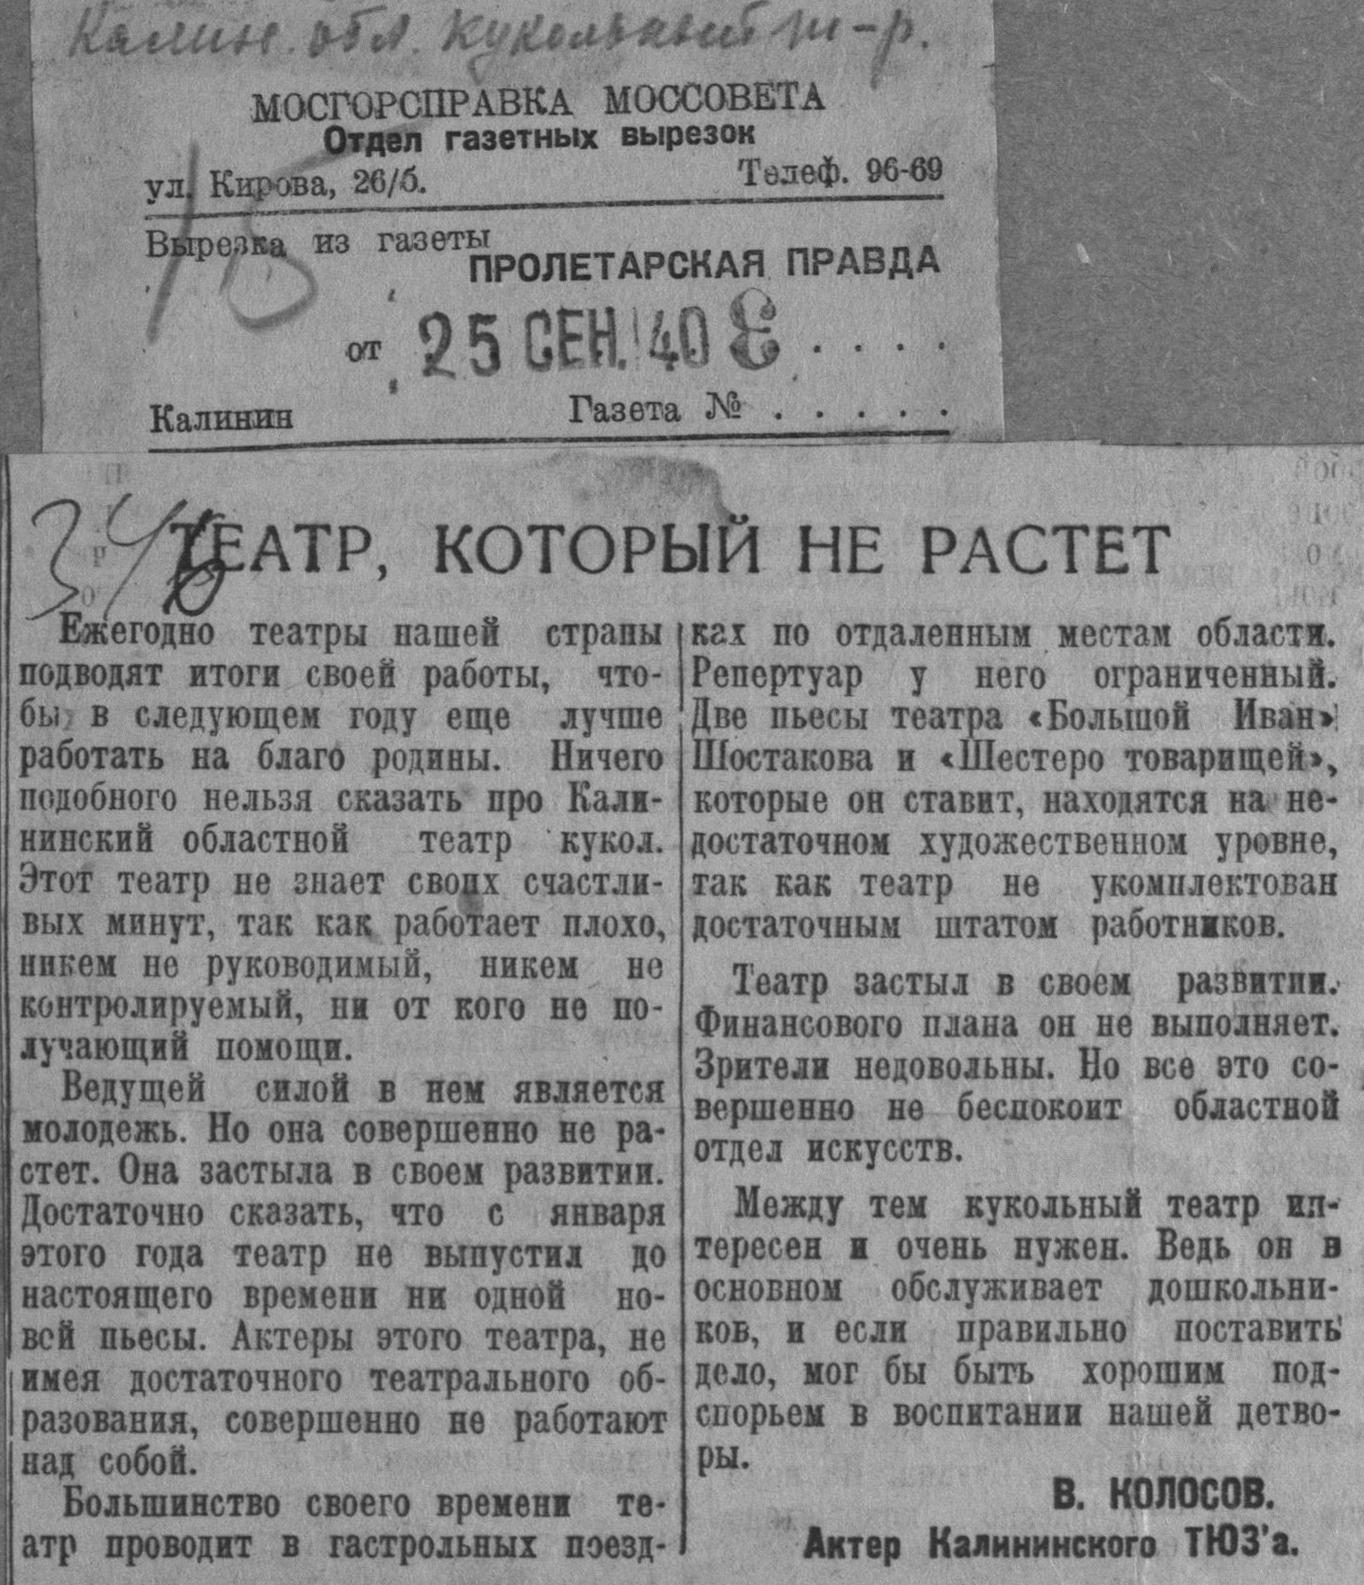 Калин. обл. кукольный т-р.
МОСГОРСПРАВКА МОССОВЕТА
Отдел газетных вырезок
ул. Кирова, 26/б. Телеф. 96-69
Вырезка из газеты
ПРОЛЕТАРСКАЯ ПРАВДА
15
от 25 СЕН. 40
Калинин Газета № . . . . .
ТЕАТР, КОТОРЫЙ НЕ РАСТЕТ
Ежегодно театры нашей страны
подводят итоги своей работы, что-
бы в следующем году еще лучше
работать на благо родины. Ничего
подобного нельзя сказать про Кали-
нинский областной театр кукол.
Этот театр не знает своих счастли-
вых минут, так как работает плохо,
никем не руководимый, никем не
контролируемый, ни от кого не по-
лучающий помощи.
Ведущей силой в нем является
молодежь. Но она совершенно не ра-
стет. Она застыла в своем развитии.
Достаточно сказать, что с января
этого года театр не выпустил до
настоящего времени ни одной но-
вой пьесы. Актеры этого театра, не
имея достаточного театрального об-
разования, совершенно не работают
над собой.
Большинство своего времени те-
атр проводит в гастрольных поезд-
ках по отдаленным местам области.
Репертуар у него ограниченный.
Две пьесы театра «Большой Иван»
Шостакова и «Шестеро товарищей»,
которые он ставит, находятся на не-
достаточном художественном уровне,
так как театр не укомплектован
достаточным штатом работников.
Театр застыл в своем развитии.
Финансового плана он не выполняет.
Зрители недовольны. Но все это со-
вершенно не беспокоит областной
отдел искусств.
Между тем кукольный театр ин-
тересен и очень нужен. Ведь он в
основном обслуживает дошкольни-
ков, и если правильно поставить
дело, мог бы быть хорошим под-
спорьем в воспитании нашей детво-
ры.
В. КОЛОСОВ.
Актер Калининского ТЮЗ'а.